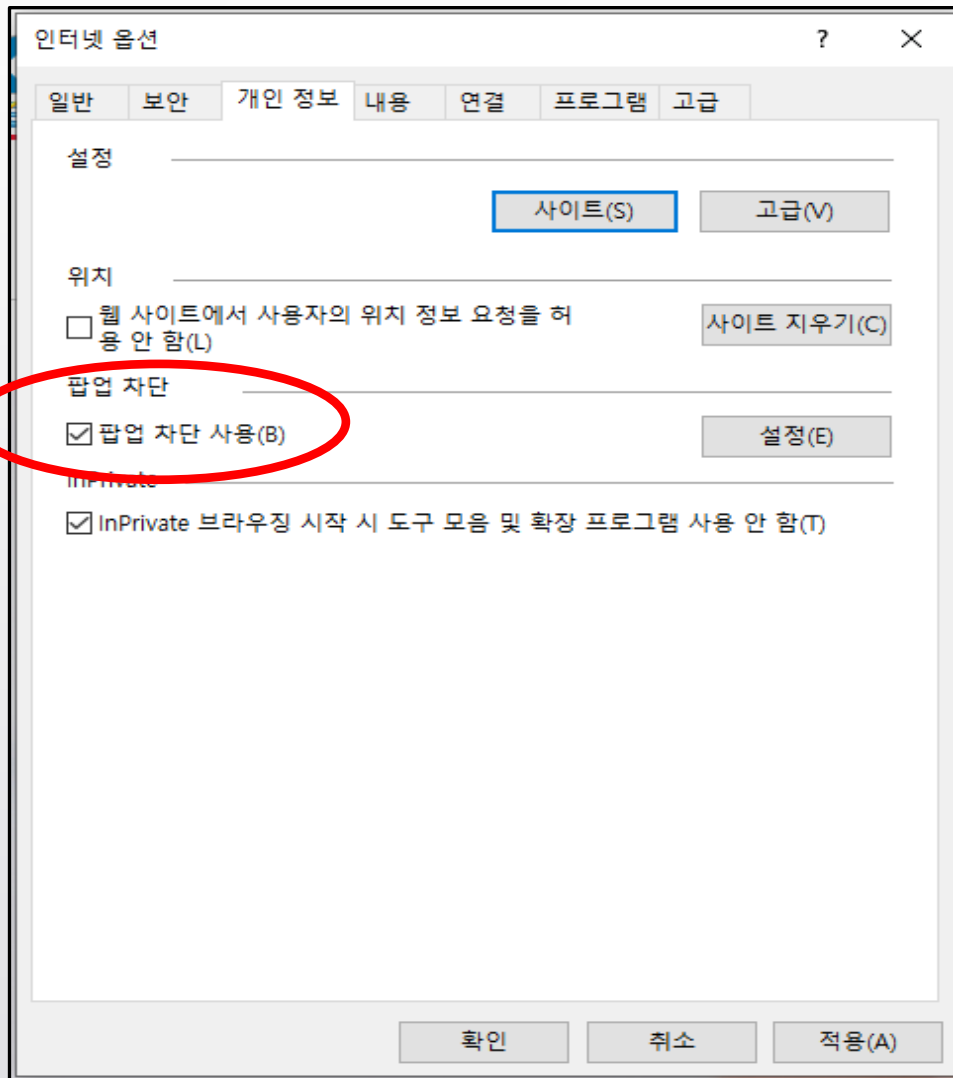 인터넷 옵션
?
일반 보안 개인 정보 내용 연결 프로그램 고급
설정
사이트(S) 고급(V)
위치
웹 사이트에서 사용자의 위치 정보 요청을 허
용 안 함(L)
사이트 지우기(C)
팝업 차단
팝업 차단 사용(B)
설정(E)
InPrivate
InPrivate 브라우징 시작 시 도구 모음 및 확장 프로그램 사용 안 함(T)
확인 취소 적용(A)